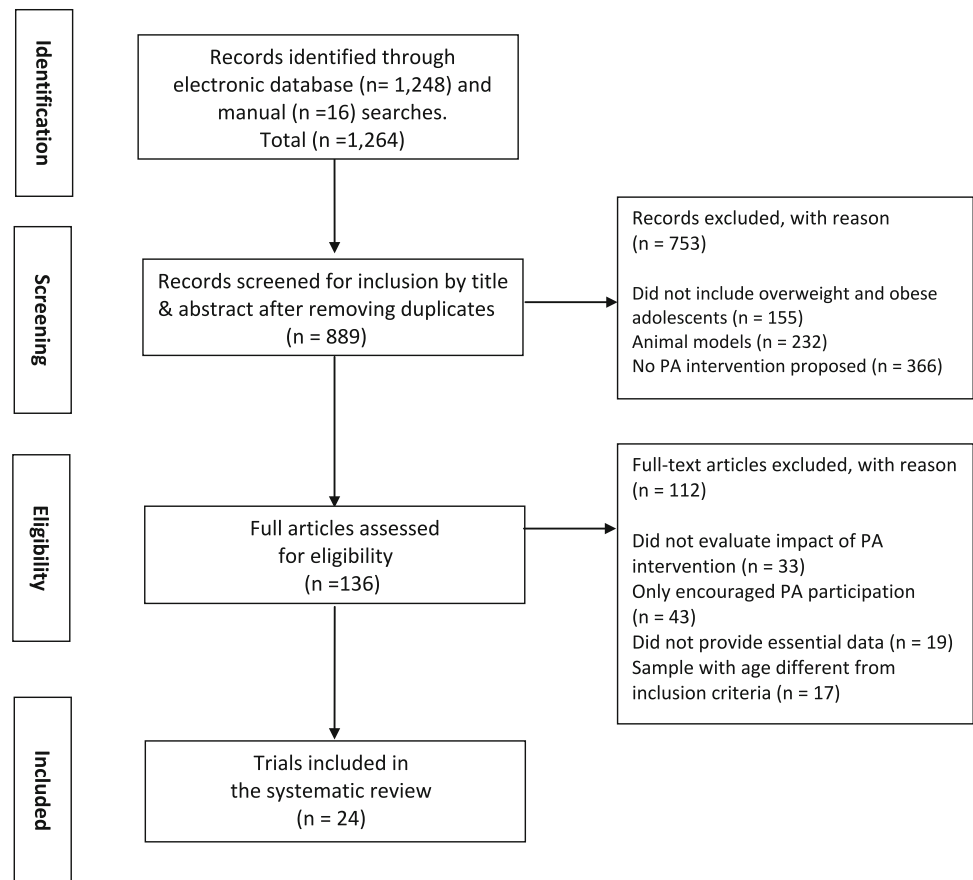 Identification
Records identified through
electronic database (n= 1,248) and
manual (n =16) searches.
Total (n =1,264)
Screening
Records screened for inclusion by title
& abstract after removing duplicates
(n = 889)
Records excluded, with reason
(n = 753)
Did not include overweight and obese
adolescents (n = 155)
Animal models (n = 232)
No PA intervention proposed (n = 366)
Eligibility
Full articles assessed
for eligibility
(n =136)
Full-text articles excluded, with reason
(n = 112)
Did not evaluate impact of PA
intervention (n = 33)
Only encouraged PA participation
(n = 43)
Did not provide essential data (n = 19)
Sample with age different from
inclusion criteria (n = 17)
Included
Trials included in
the systematic review
(n = 24)